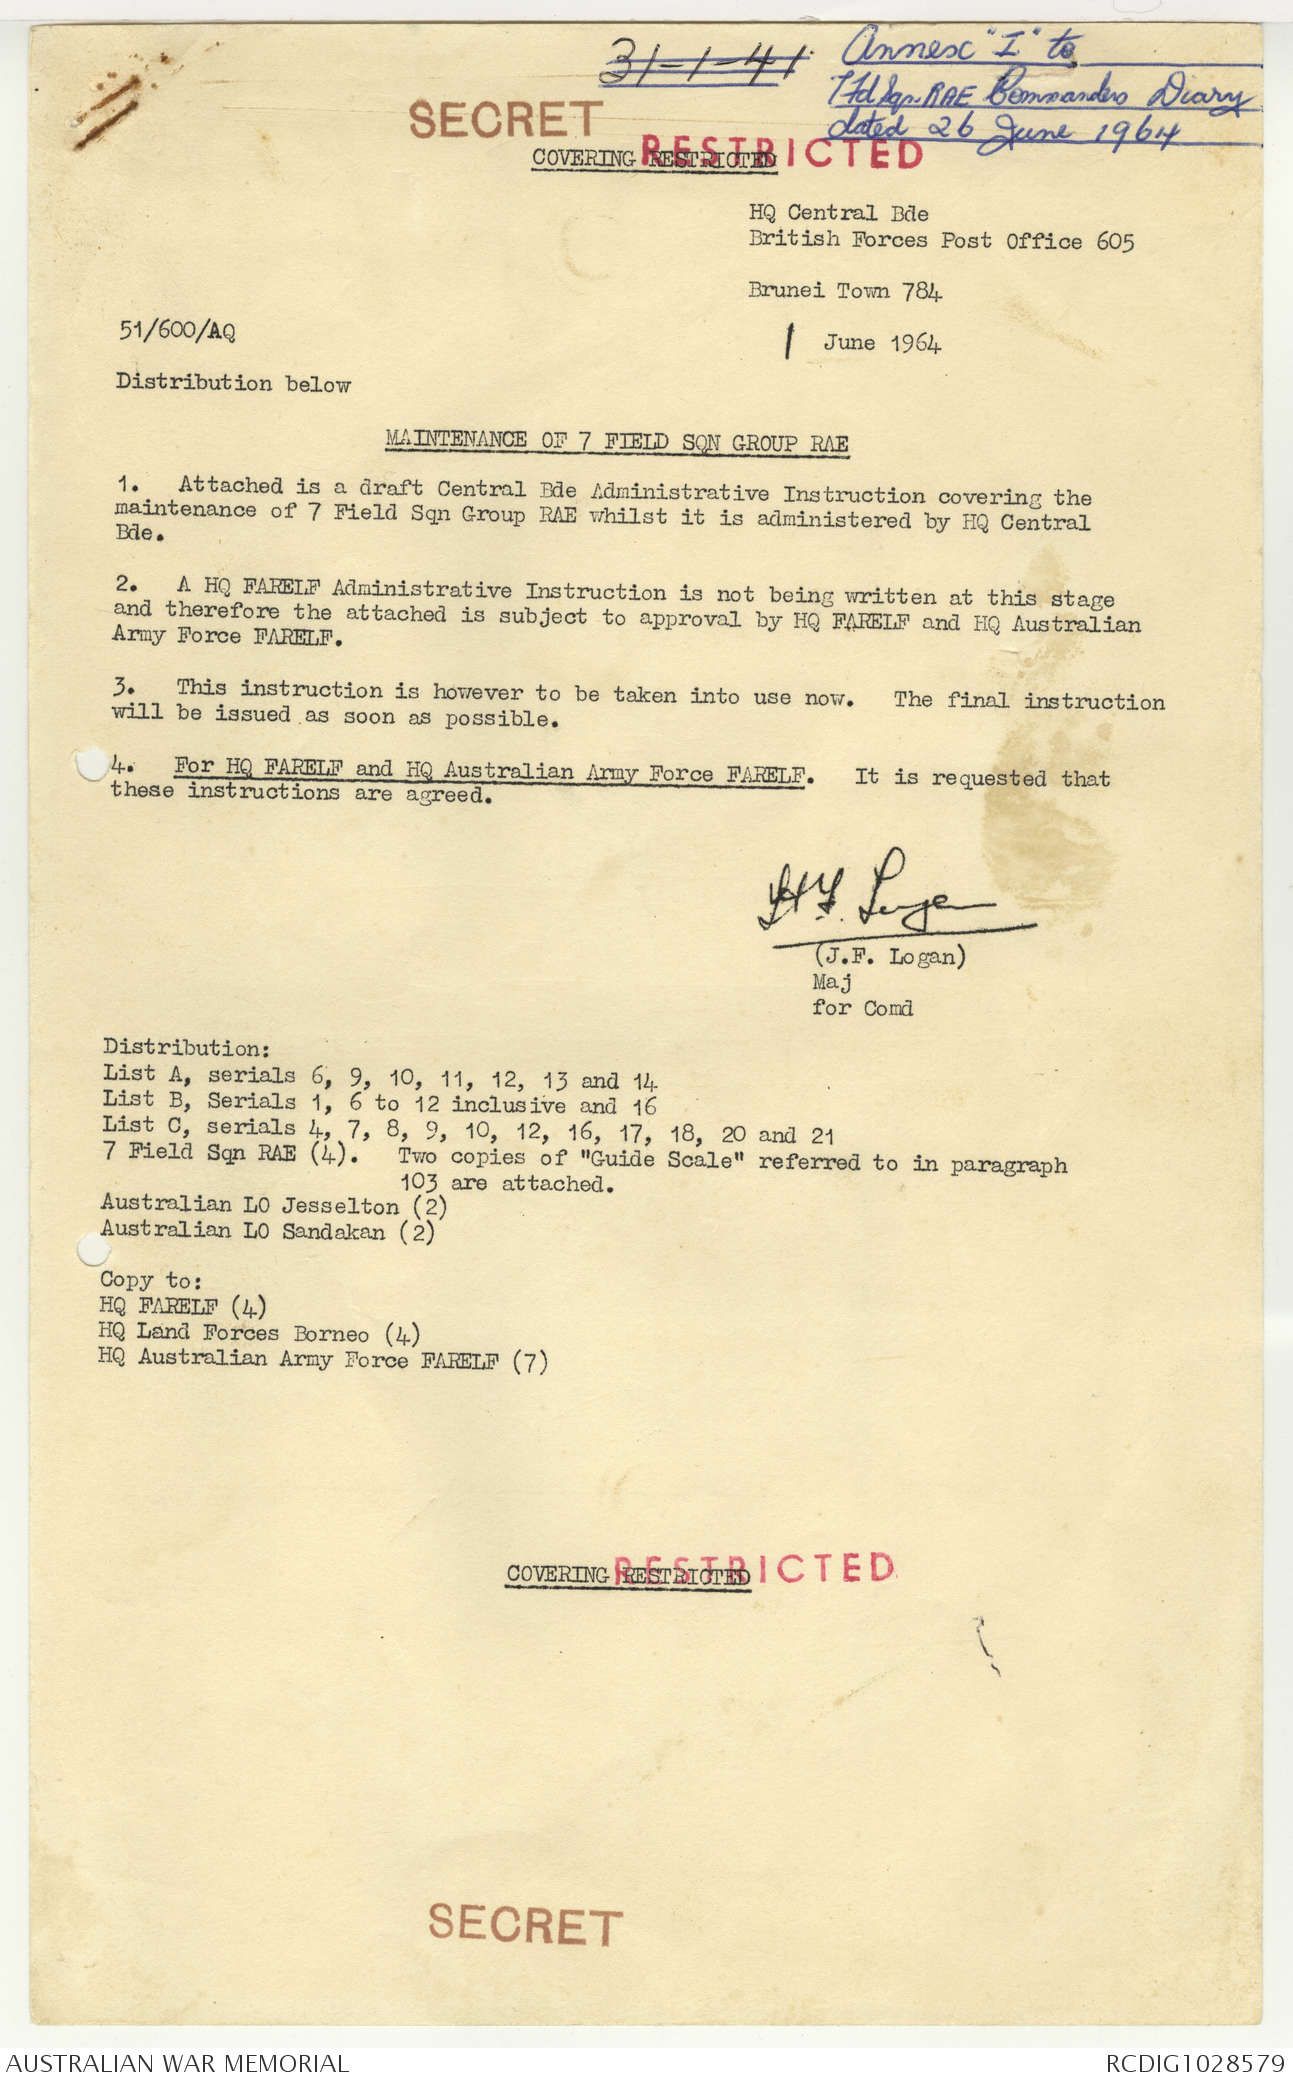 31-1-41
Annex "I" to
7 Fd Sqn. RAE Commanders Diary
dated 26 June 1964
SECRET
RESTRICTED
COVERING RESTRICTED
HQ Central Bde
British Forces Post Office 605
Brunei Town 784
51/600/AQ
1 June 1964
Distribution below
MAINTENANCE OF 7 FIELD SQN GROUP RAE
1. Attached is a draft Central Bde Administrative Instruction covering the
maintenance of 7 Field Sqn Group RAE whilst it is administered by HQ Central
Bde.
2. A HQ FARELF Administrative Instruction is not being written at this stage
and therefore the attached is subject to approval by HQ FARELF and HQ Australian
Army Force FARELF.
3. This instruction is however to be taken into use now. The final instruction
will be issued as soon as possible.
4. For HQ FARELF and HQ Australian Army Force FARELF. It is requested that
these instructions are agreed.
(J.F. Logan)
Maj
for Comd
Distribution:
List A, serials 6, 9, 10, 11, 12, 13 and 14
List B, Serials 1, 6 to 12 inclusive and 16
List C, serials 4, 7, 8, 9, 10, 12, 16, 17, 18, 20 and 21
7 Field Sqn RAE (4). Two copies of "Guide Scale" referred to in paragraph
103 are attached.
Australian LO Jesselton (2)
Australian LO Sandakan (2)
Copy to:
HQ FARELF (4)
HQ Land Forces Borneo (4)
HQ Australian Army Force FARELF (7)
RESTRICTED
COVERING RESTRICTED
SECRET
AUSTRALIAN WAR MEMORIAL
RCDIG1028579